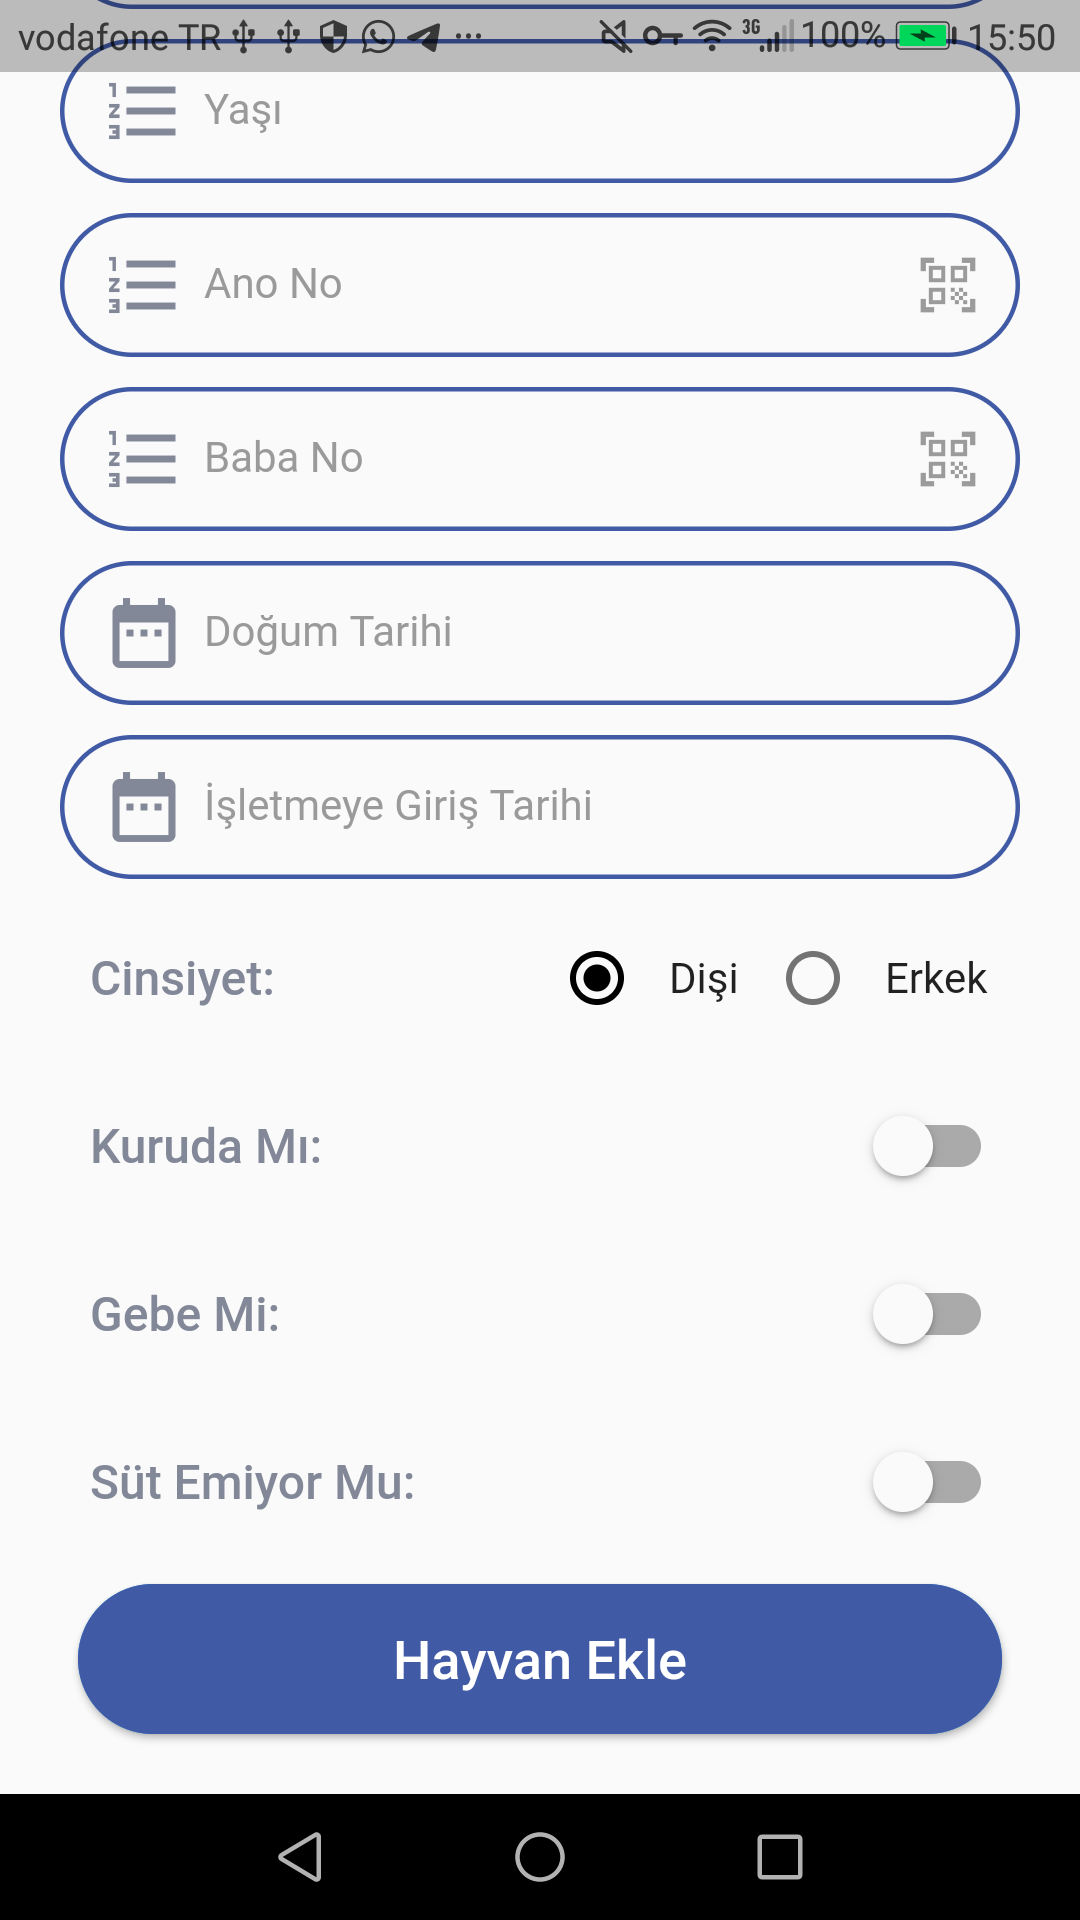 vodafone TR 3G 100% 15:50
Yaşı
Ano No
Baba No
Doğum Tarihi
İşletmeye Giriş Tarihi
Cinsiyet: Dişi Erkek
Kuruda Mı:
Gebe Mi:
Süt Emiyor Mu:
Hayvan Ekle